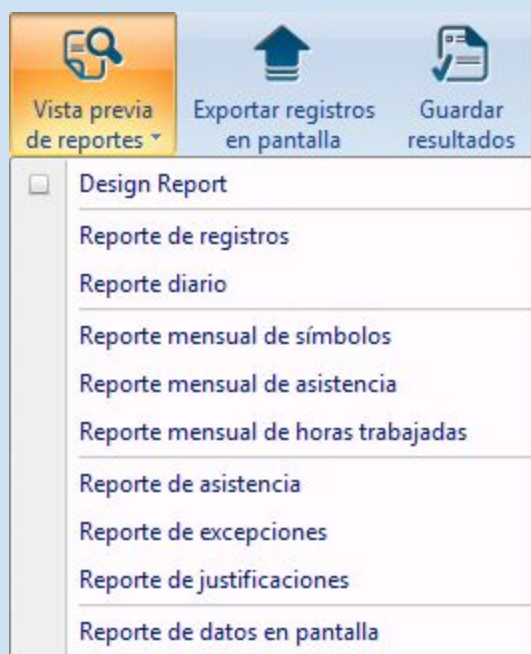 Vista previa
de reportes
Exportar registros
en pantalla
Guardar
resultados
Design Report
Reporte de registros
Reporte diario
Reporte mensual de símbolos
Reporte mensual de asistencia
Reporte mensual de horas trabajadas
Reporte de asistencia
Reporte de excepciones
Reporte de justificaciones
Reporte de datos en pantalla